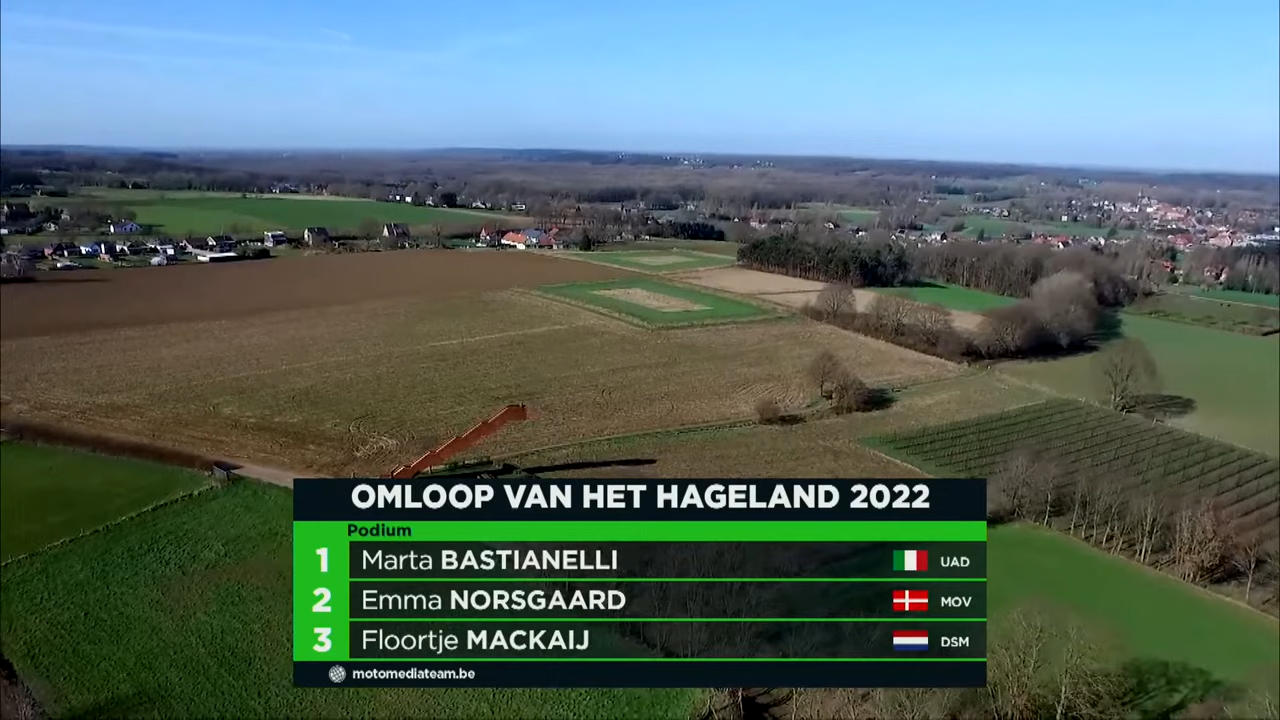 OMLOOP VAN HET HAGELAND 2022
Podium
1 Marta BASTIANELLI UAD
2 Emma NORSGAARD MOV
3 Floortje MACKAIJ DSM
motomediateam.be